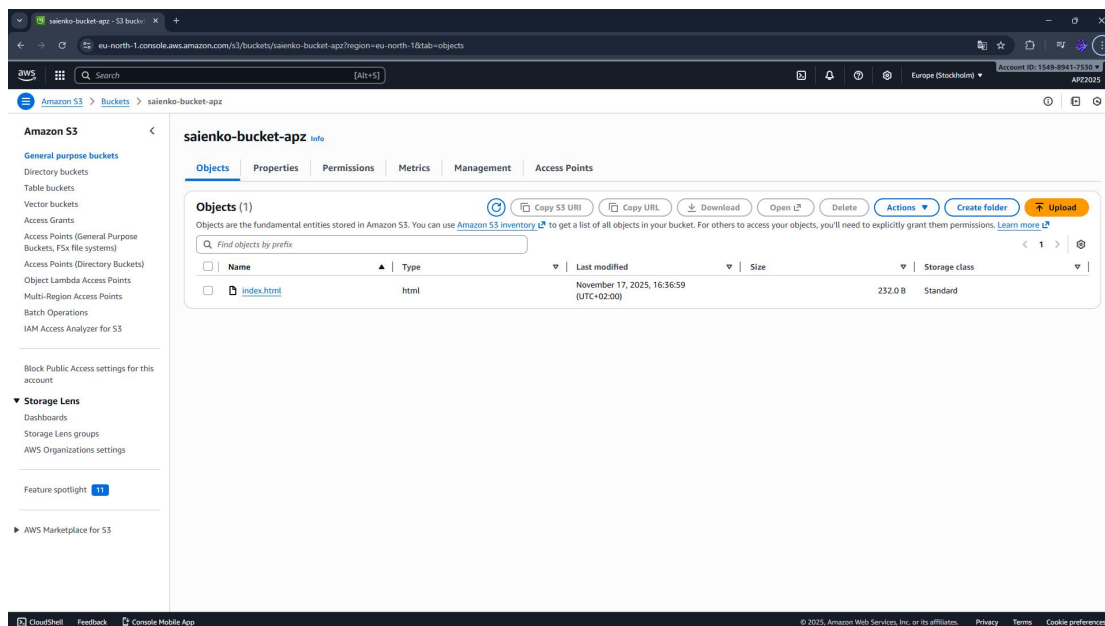 saienko-bucket-apz - S3 bucket
eu-north-1.console.aws.amazon.com/s3/buckets/saienko-bucket-apz?region=eu-north-1&tab=objects
aws Search [Alt+S] Europe (Stockholm) Account ID: 1549-8941-7530
APZ2025
Amazon S3 > Buckets > saienko-bucket-apz
Amazon S3
General purpose buckets
Directory buckets
Table buckets
Vector buckets
Access Grants
Access Points (General Purpose
Buckets, FSx file systems)
Access Points (Directory Buckets)
Object Lambda Access Points
Multi-Region Access Points
Batch Operations
IAM Access Analyzer for S3
Block Public Access settings for this
account
Storage Lens
Dashboards
Storage Lens groups
AWS Organizations settings
Feature spotlight 11
AWS Marketplace for S3
saienko-bucket-apz Info
Objects Properties Permissions Metrics Management Access Points
Objects (1) Copy S3 URI Copy URL Download Open Delete Actions Create folder Upload
Objects are the fundamental entities stored in Amazon S3. You can use Amazon S3 inventory to get a list of all objects in your bucket. For others to access your objects, you'll need to explicitly grant them permissions. Learn more
Find objects by prefix < 1 >
Name Type Last modified Size Storage class
index.html html November 17, 2025, 16:36:59
(UTC+02:00) 232.0 B Standard
CloudShell Feedback Console Mobile App © 2025, Amazon Web Services, Inc. or its affiliates. Privacy Terms Cookie preferences